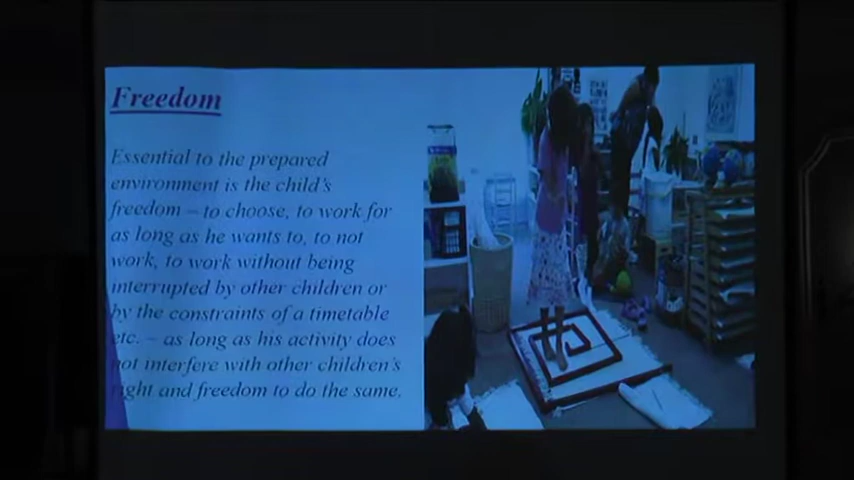 Freedom
Essential to the prepared
environment is the child's
freedom – to choose, to work for
as long as he wants to, to not
work, to work without being
interrupted by other children or
by the constraints of a timetable
etc. – as long as his activity does
not interfere with other children's
right and freedom to do the same.